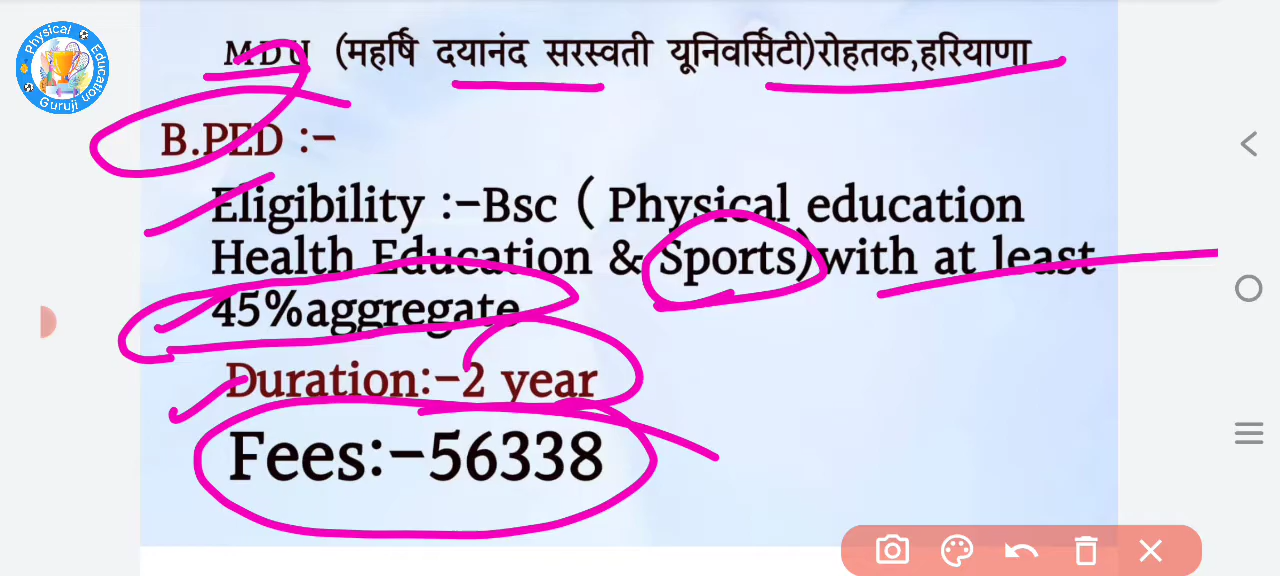 Physical Education
Guruji
MDU (महर्षि दयानंद सरस्वती यूनिवर्सिटी)रोहतक,हरियाणा
B.PED :-
Eligibility :-Bsc ( Physical education
Health Education & Sports)with at least
45%aggregate
Duration:-2 year
Fees:-56338